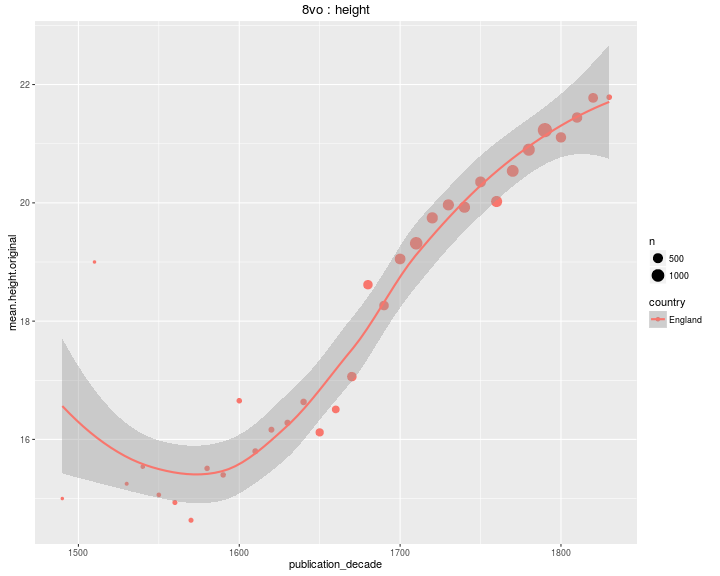 8vo : height
mean.height.original
22
20
18
16
1500
1600
1700
1800
publication_decade
n
500
1000
country
England